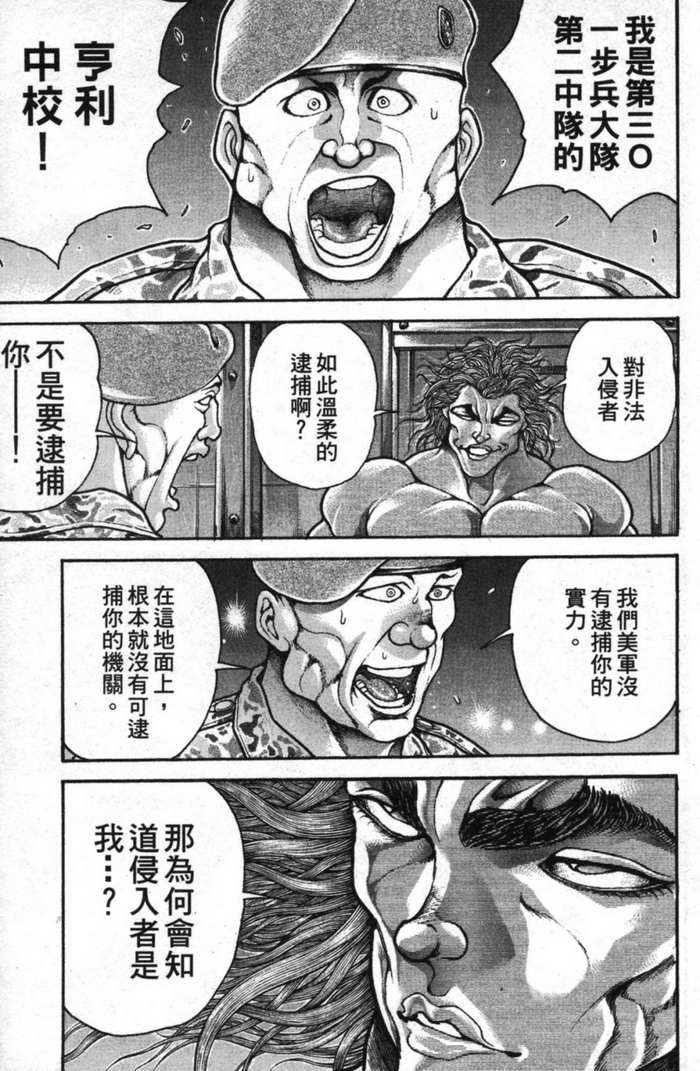 我是第三〇
一步兵大隊
第二中隊的
亨利
中校！
對非法
入侵者
如此溫柔的
逮捕啊？
不是要逮捕
你——！
我們美軍沒
有逮捕你的
實力。
在這地面上，
根本就沒有可逮
捕你的機關。
那為何會知
道侵入者是
我…？